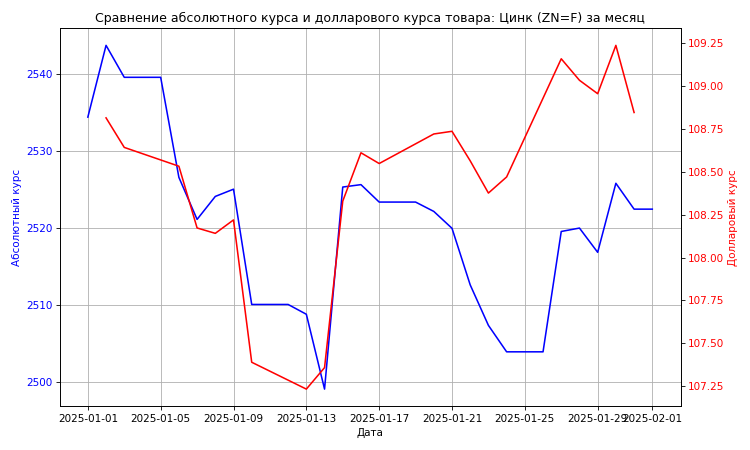 Сравнение абсолютного курса и долларового курса товара: Цинк (ZN=F) за месяц
2540
2530
2520
2510
2500
Абсолютный курс
109.25
109.00
108.75
108.50
108.25
108.00
107.75
107.50
107.25
Долларовый курс
2025-01-01 2025-01-05 2025-01-09 2025-01-13 2025-01-17 2025-01-21 2025-01-25 2025-01-29 2025-02-01
Дата